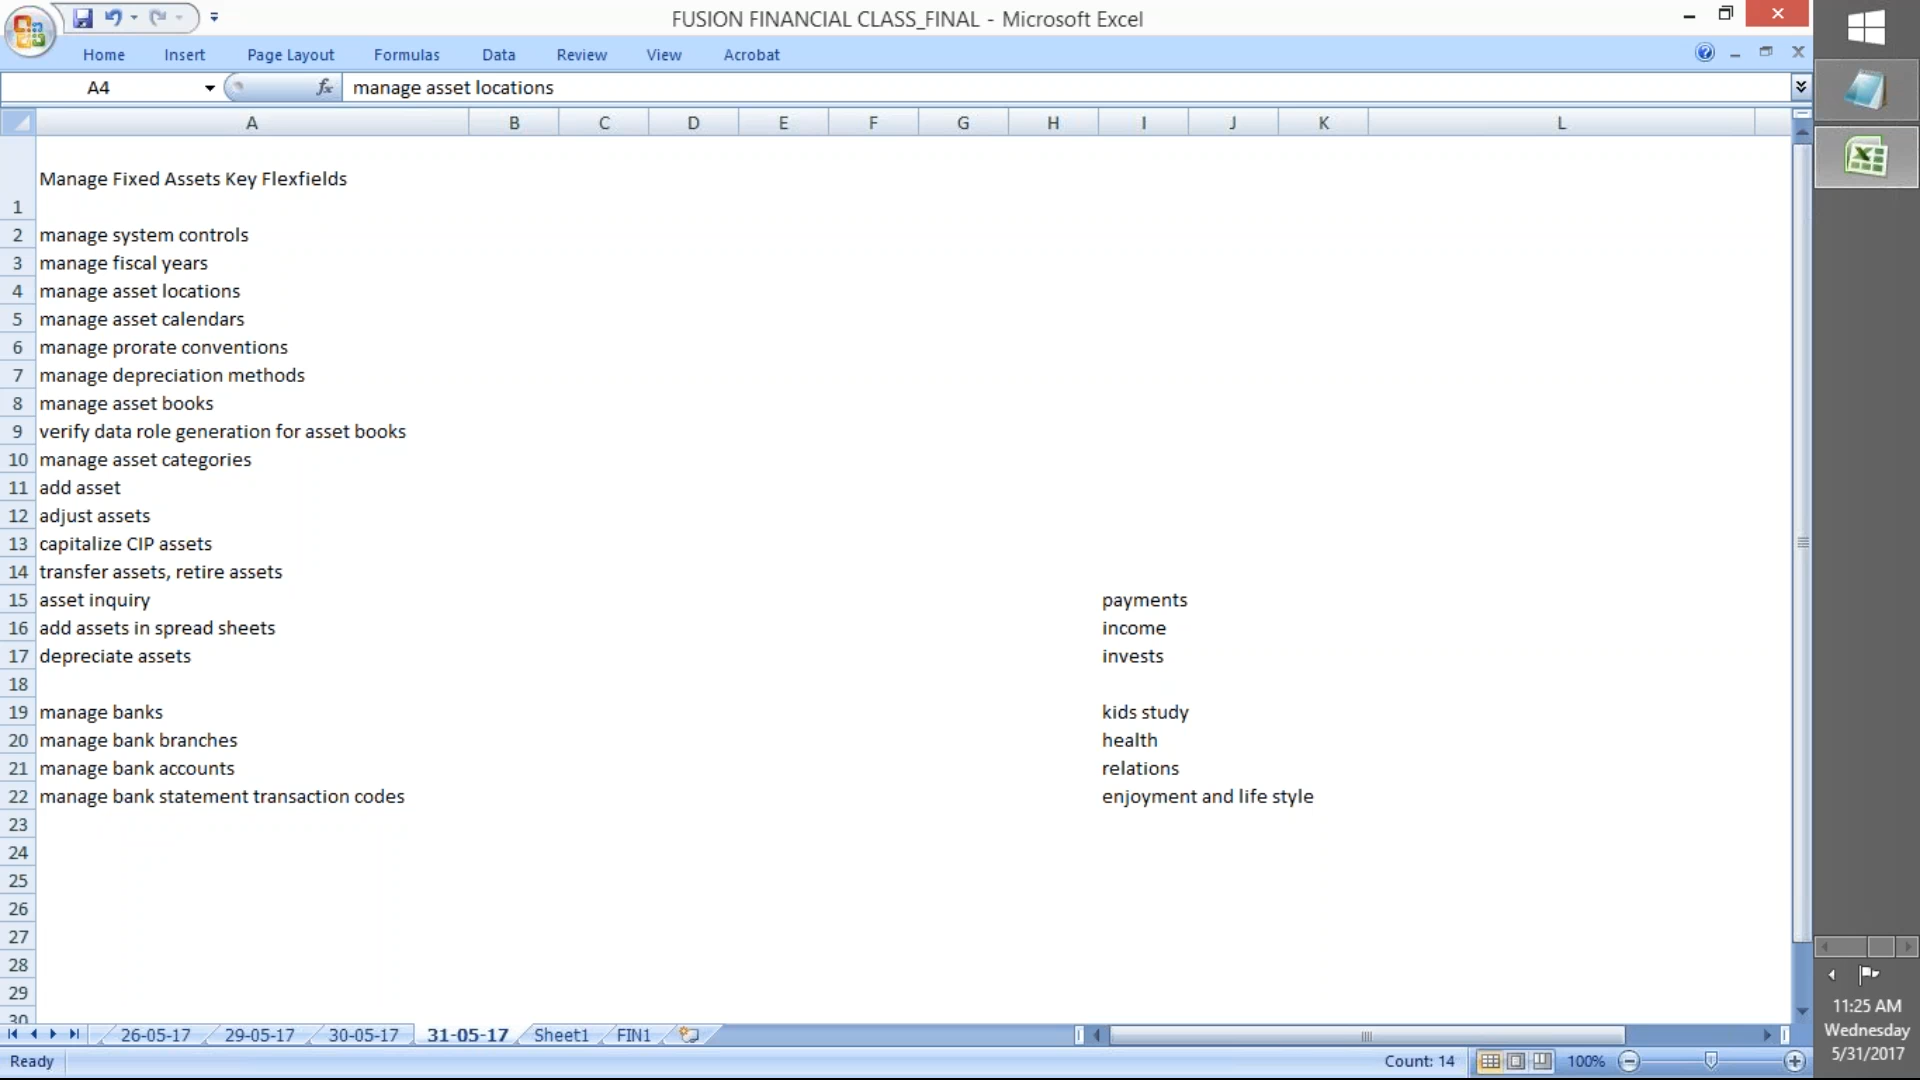 FUSION FINANCIAL CLASS_FINAL - Microsoft Excel
Home Insert Page Layout Formulas Data Review View Acrobat
A4 fx manage asset locations
A B C D E F G H I J K L
1 Manage Fixed Assets Key Flexfields
2 manage system controls
3 manage fiscal years
4 manage asset locations
5 manage asset calendars
6 manage prorate conventions
7 manage depreciation methods
8 manage asset books
9 verify data role generation for asset books
10 manage asset categories
11 add asset
12 adjust assets
13 capitalize CIP assets
14 transfer assets, retire assets
15 asset inquiry payments
16 add assets in spread sheets income
17 depreciate assets invests
18
19 manage banks kids study
20 manage bank branches health
21 manage bank accounts relations
22 manage bank statement transaction codes enjoyment and life style
23
24
25
26
27
28
29
30
26-05-17 29-05-17 30-05-17 31-05-17 Sheet1 FIN1
Ready Count: 14 100%
11:25 AM
Wednesday
5/31/2017